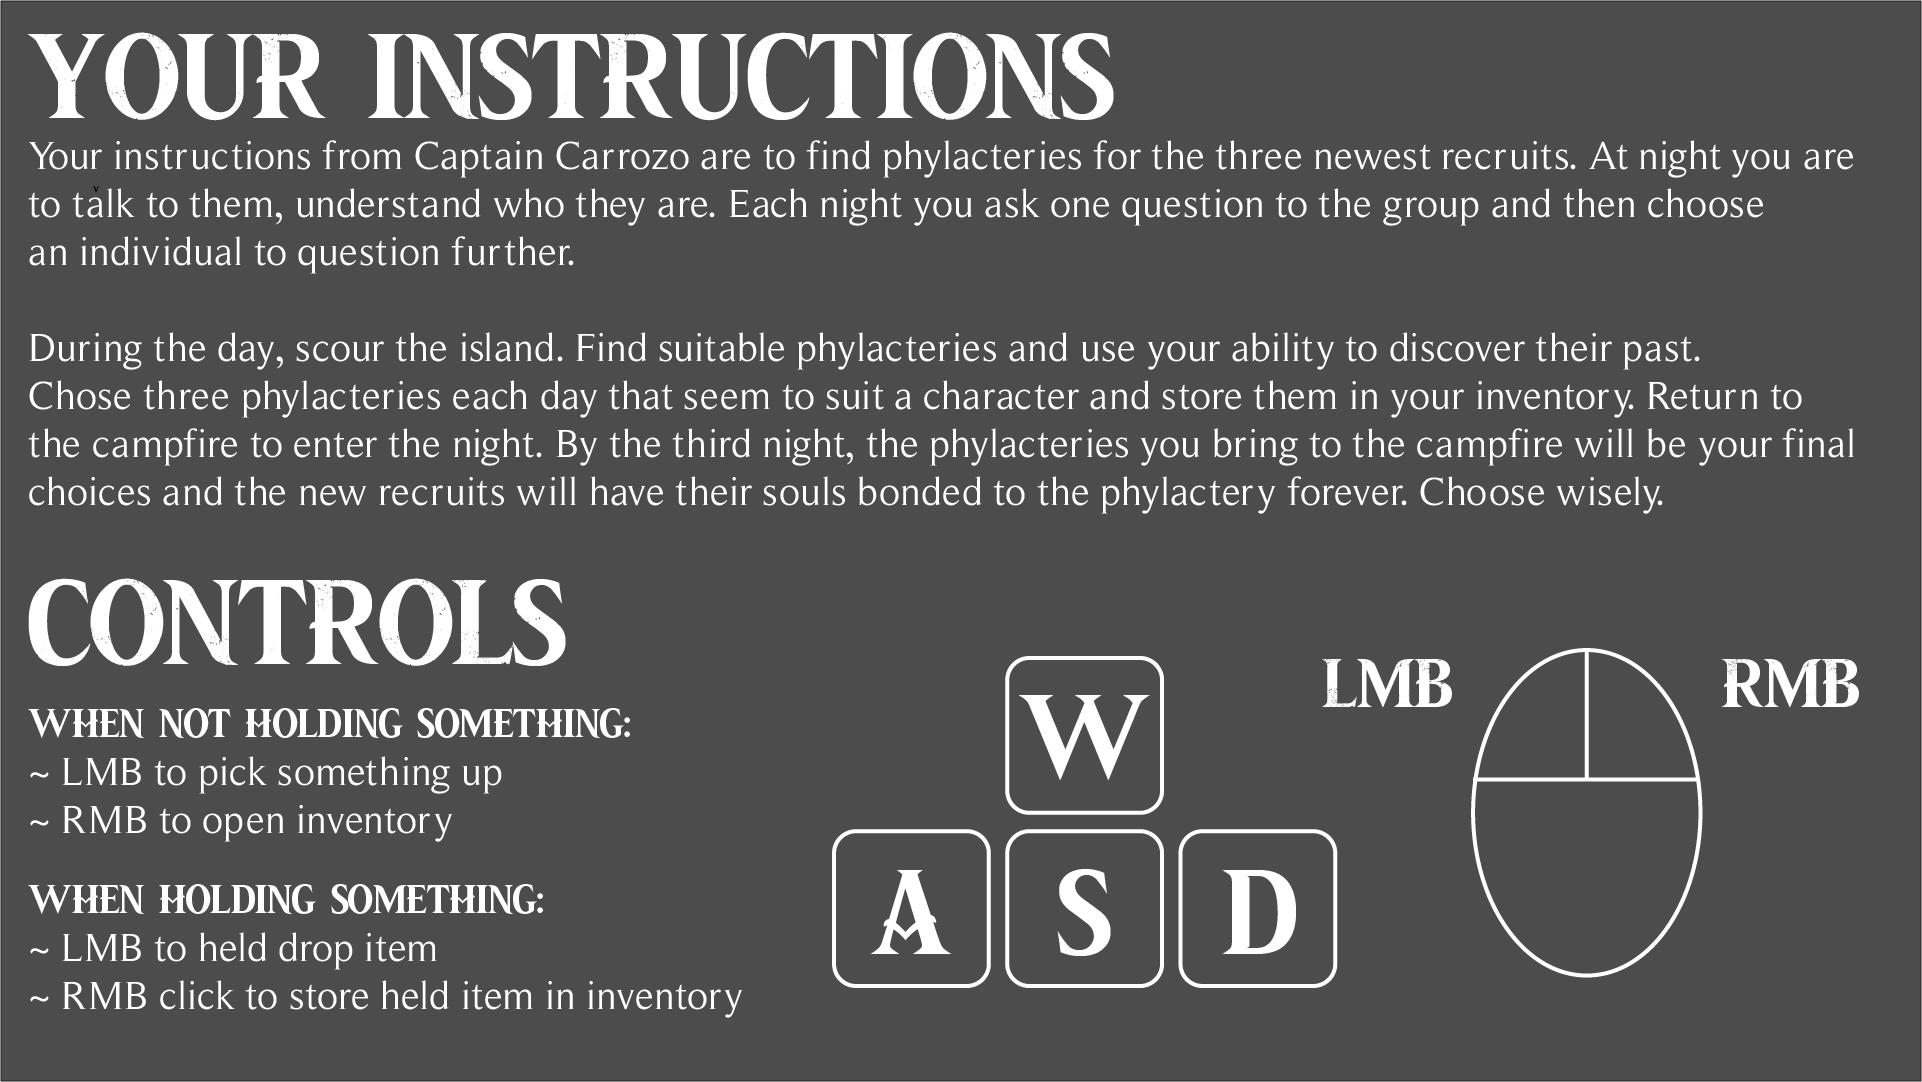 YOUR INSTRUCTIONS
Your instructions from Captain Carrozo are to find phylacteries for the three newest recruits. At night you are
v
to talk to them, understand who they are. Each night you ask one question to the group and then choose
an individual to question further.
During the day, scour the island. Find suitable phylacteries and use your ability to discover their past.
Chose three phylacteries each day that seem to suit a character and store them in your inventory. Return to
the campfire to enter the night. By the third night, the phylacteries you bring to the campfire will be your final
choices and the new recruits will have their souls bonded to the phylactery forever. Choose wisely.
CONTROLS
WHEN NOT HOLDING SOMETHING:
~ LMB to pick something up
~ RMB to open inventory
WHEN HOLDING SOMETHING:
~ LMB to held drop item
~ RMB click to store held item in inventory
W
A S D
LMB RMB